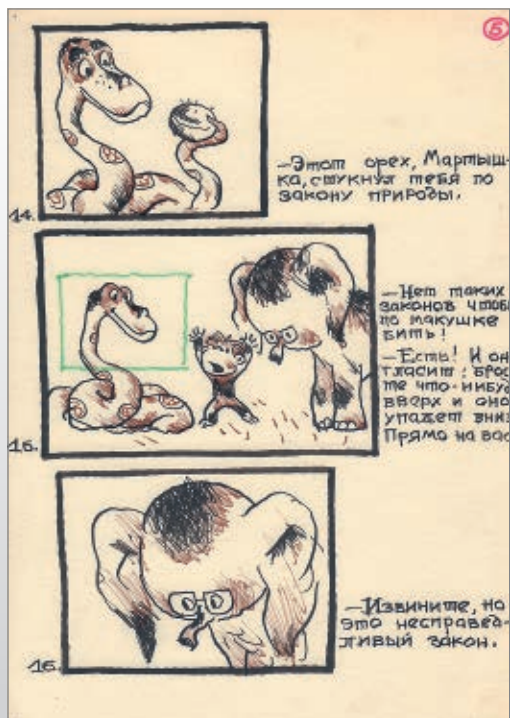 5
14.
—Этот орех, Мартыш-
ка, стукнул тебя по
закону природы.
15.
—Нет таких
законов чтобы
по макушке
бить!
—Есть! И он
гласит: брось
те что-нибуд
вверх и оно
упадет вниз
Прямо на вас
16.
—Извините, но
это несправед-
ливый закон.